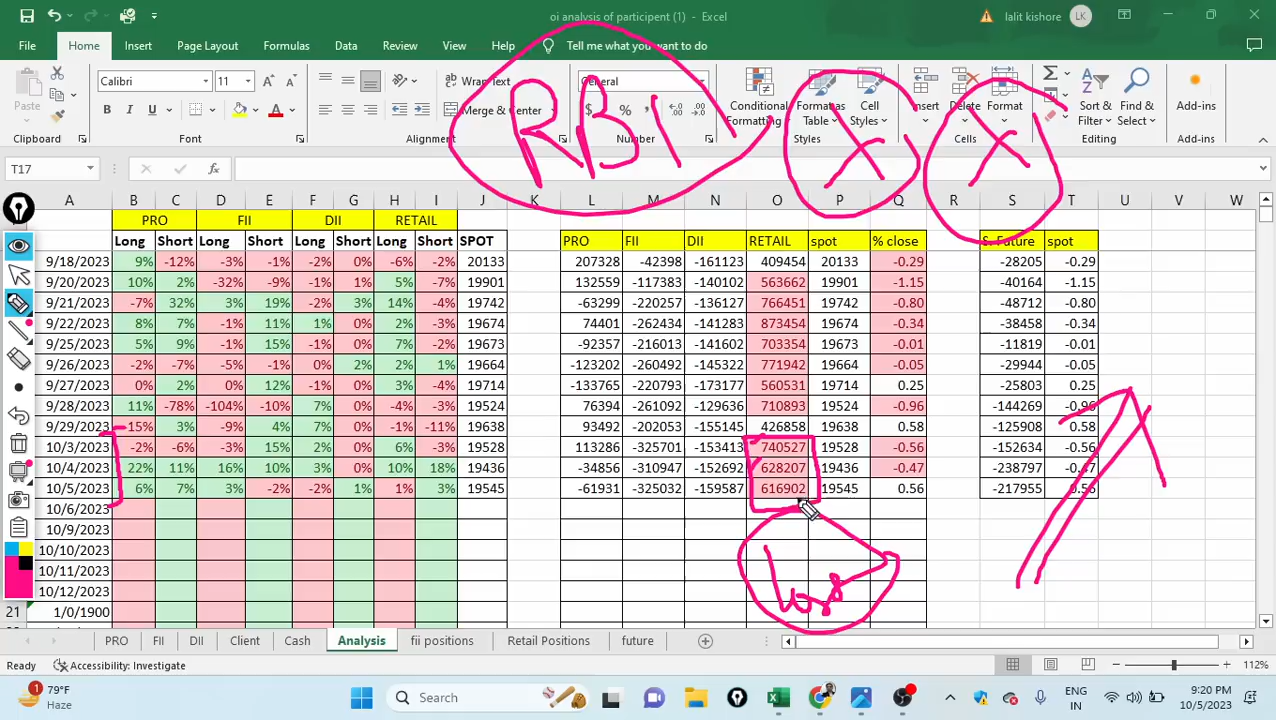 oi analysis of participent (1) - Excel
lalit kishore LK
File Home Insert Page Layout Formulas Data Review View Help Tell me what you want to do
Calibri 11 Wrap Text General Insert Delete Format
Paste B I U Merge & Center $ % Conditional Formatting Format as Table Cell Styles Sort & Filter Find & Select Add-ins
Clipboard Font Alignment Styles Cells Editing Add-ins
RBI X X
T17 fx
A B C D E F G H I J K L M N O P Q R S T U V W
PRO FII DII RETAIL
Long Short Long Short Long Short Long Short SPOT PRO FII DII RETAIL spot % close S. Future spot
9/18/2023 9% -12% -3% -1% -2% 0% -6% -2% 20133 207328 -42398 -161123 409454 20133 -0.29 -28205 -0.29
9/20/2023 10% 2% -32% -9% -1% 1% 5% -7% 19901 132559 -117383 -140102 563662 19901 -1.15 -40164 -1.15
9/21/2023 -7% 32% 3% 19% -2% 3% 14% -4% 19742 -63299 -220257 -136127 766451 19742 -0.80 -48712 -0.80
9/22/2023 8% 7% -1% 11% 1% 0% 2% -3% 19674 74401 -262434 -141283 873454 19674 -0.34 -38458 -0.34
9/25/2023 5% 9% -1% 15% -1% 0% 7% -2% 19673 -92357 -216013 -141602 703354 19673 -0.01 -11819 -0.01
9/26/2023 -2% -7% -5% -1% 0% 2% 2% 1% 19664 -123202 -260492 -145322 771942 19664 -0.05 -29944 -0.05
9/27/2023 0% 2% 0% 12% -1% 0% 3% -4% 19714 -133765 -220793 -173177 560531 19714 0.25 -25803 0.25
9/28/2023 11% -78% -104% -10% 7% 0% -4% -3% 19524 76394 -261092 -129636 710893 19524 -0.96 -144269 -0.96
9/29/2023 -15% 3% -9% 4% 7% 0% -1% -11% 19638 93492 -202053 -155145 426858 19638 0.58 -125908 0.58
10/3/2023 -2% -6% -3% 15% 2% 0% 6% -3% 19528 113286 -325701 -153413 740527 19528 -0.56 -152634 -0.56
10/4/2023 22% 11% 16% 10% 3% 0% 10% 18% 19436 -34856 -310947 -152692 628207 19436 -0.47 -238797 -0.47
10/5/2023 6% 7% 3% -2% -2% 1% 1% 3% 19545 -61931 -325032 -159587 616902 19545 0.56 -217955 0.56
10/6/2023
10/9/2023
10/10/2023
10/11/2023
10/12/2023
21 1/0/1900
PRO FII DII Client Cash Analysis fii positions Retail Positions future
Ready Accessibility: Investigate 112%
1 79°F Haze Search ENG IN 9:20 PM 10/5/2023